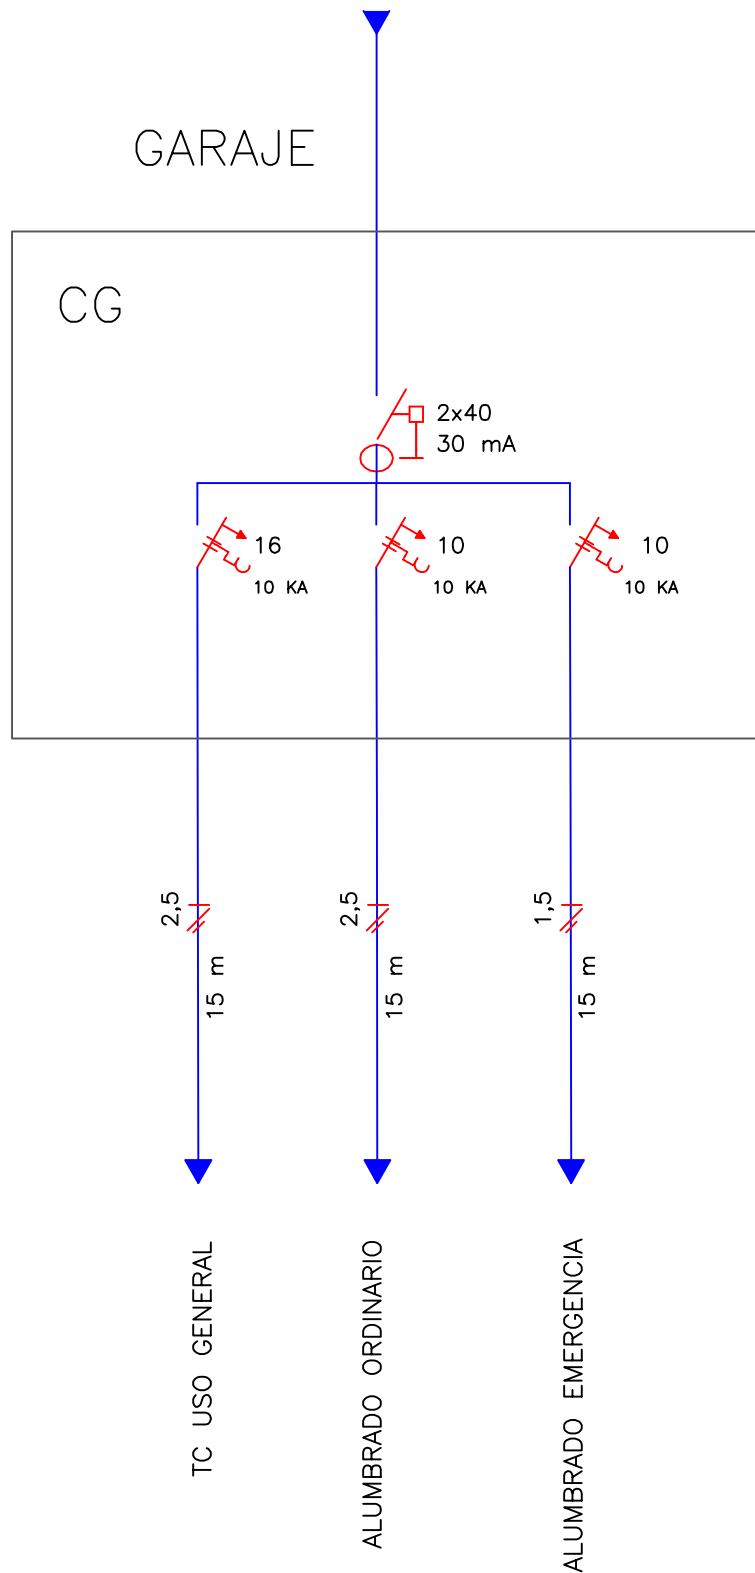 GARAJE
CG
2x40
30 mA
16
10 KA
10
10 KA
10
10 KA
2,5
15 m
2,5
15 m
1,5
15 m
TC USO GENERAL
ALUMBRADO ORDINARIO
ALUMBRADO EMERGENCIA